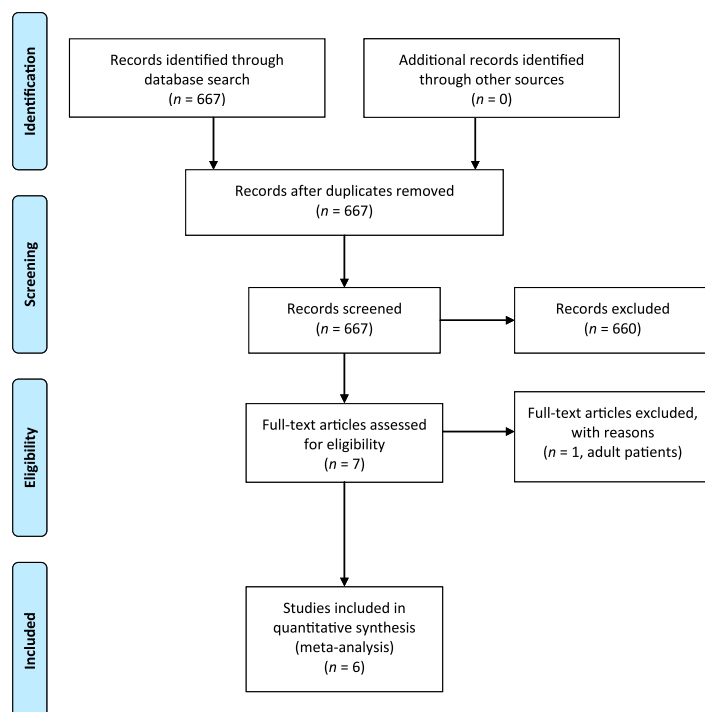 Identification
Records identified through
database search
(n = 667)
Additional records identified
through other sources
(n = 0)
Records after duplicates removed
(n = 667)
Screening
Records screened
(n = 667)
Records excluded
(n = 660)
Eligibility
Full-text articles assessed
for eligibility
(n = 7)
Full-text articles excluded,
with reasons
(n = 1, adult patients)
Included
Studies included in
quantitative synthesis
(meta-analysis)
(n = 6)